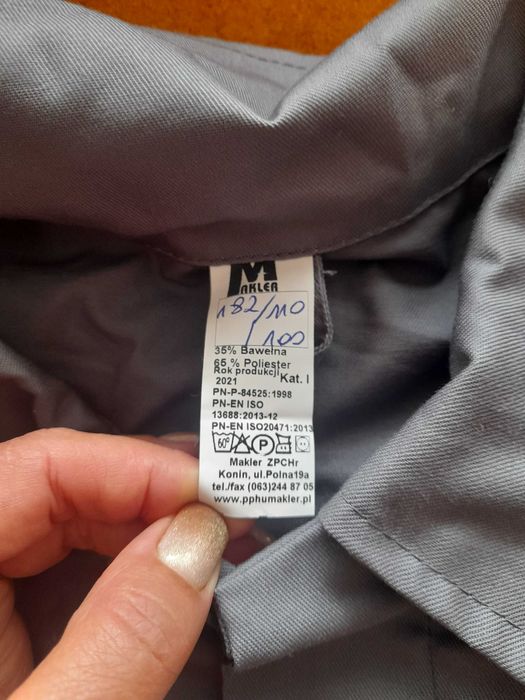 MAKLER
182/110
/100
35% Bawełna
65 % Poliester
Rok produkcji
2021 Kat. I
PN-P-84525:1998
PN-EN ISO
13688:2013-12
PN-EN ISO20471:2013
60° P
Makler ZPCHr
Konin, ul.Polna19a
tel./fax (063)244 87 05
www.pphumakler.pl